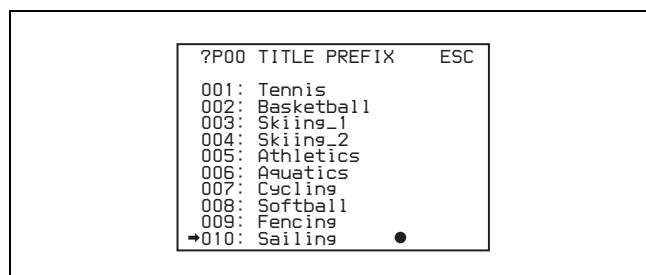 ?P00 TITLE PREFIX ESC
001: Tennis
002: Basketball
003: Skiing_1
004: Skiing_2
005: Athletics
006: Aquatics
007: Cycling
008: Softball
009: Fencing
➡010: Sailing ●